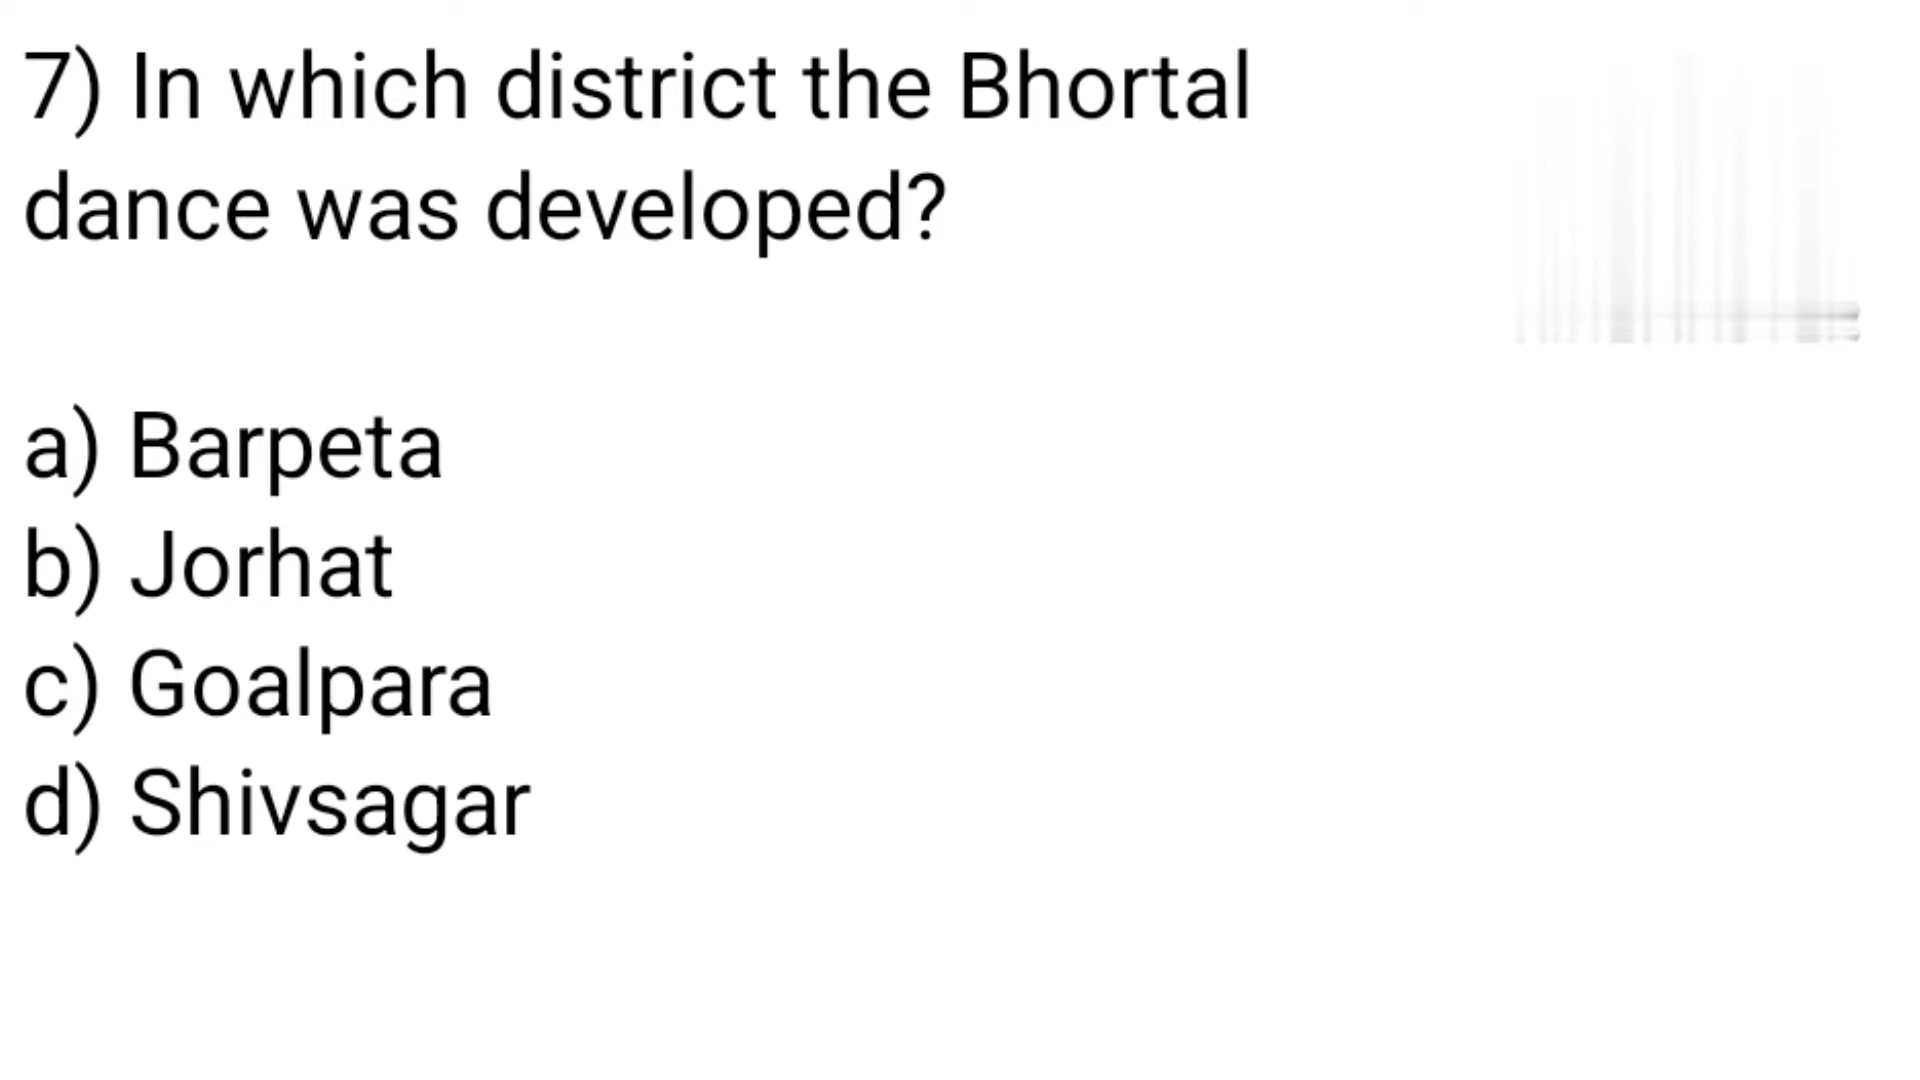 7) In which district the Bhortal
dance was developed?
a) Barpeta
b) Jorhat
c) Goalpara
d) Shivsagar